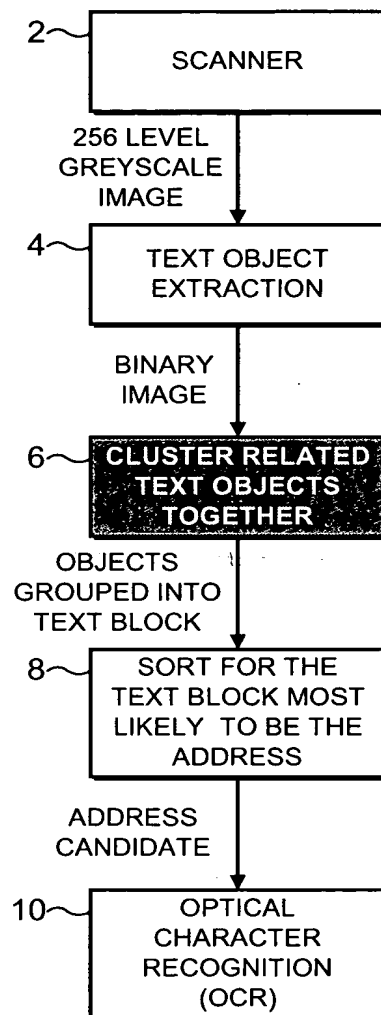 2
SCANNER
256 LEVEL
GREYSCALE
IMAGE
4
TEXT OBJECT
EXTRACTION
BINARY
IMAGE
6
CLUSTER RELATED
TEXT OBJECTS
TOGETHER
OBJECTS
GROUPED INTO
TEXT BLOCK
8
SORT FOR THE
TEXT BLOCK MOST
LIKELY TO BE THE
ADDRESS
ADDRESS
CANDIDATE
10
OPTICAL
CHARACTER
RECOGNITION
(OCR)